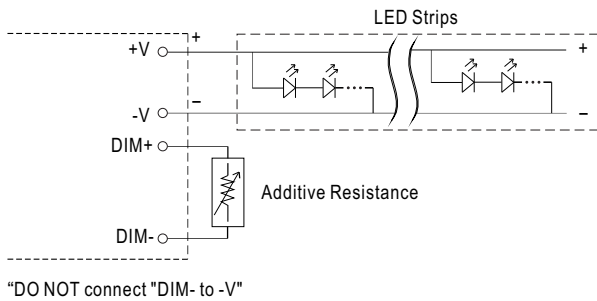 LED Strips
+V
+
+
-V
−
−
DIM+
Additive Resistance
DIM-
“DO NOT connect "DIM- to -V"